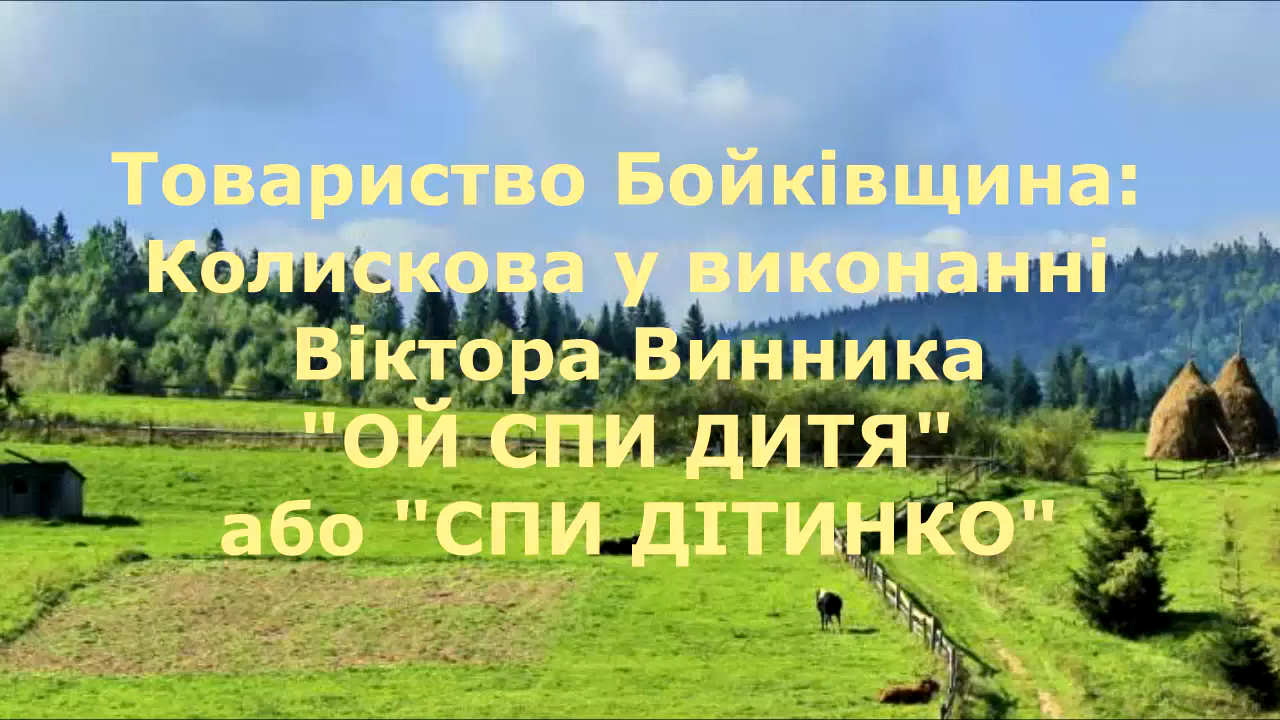 Товариство Бойківщина:
Колискова у виконанні
Віктора Винника
"ОЙ СПИ ДИТЯ"
або "СПИ ДІТИНКО"